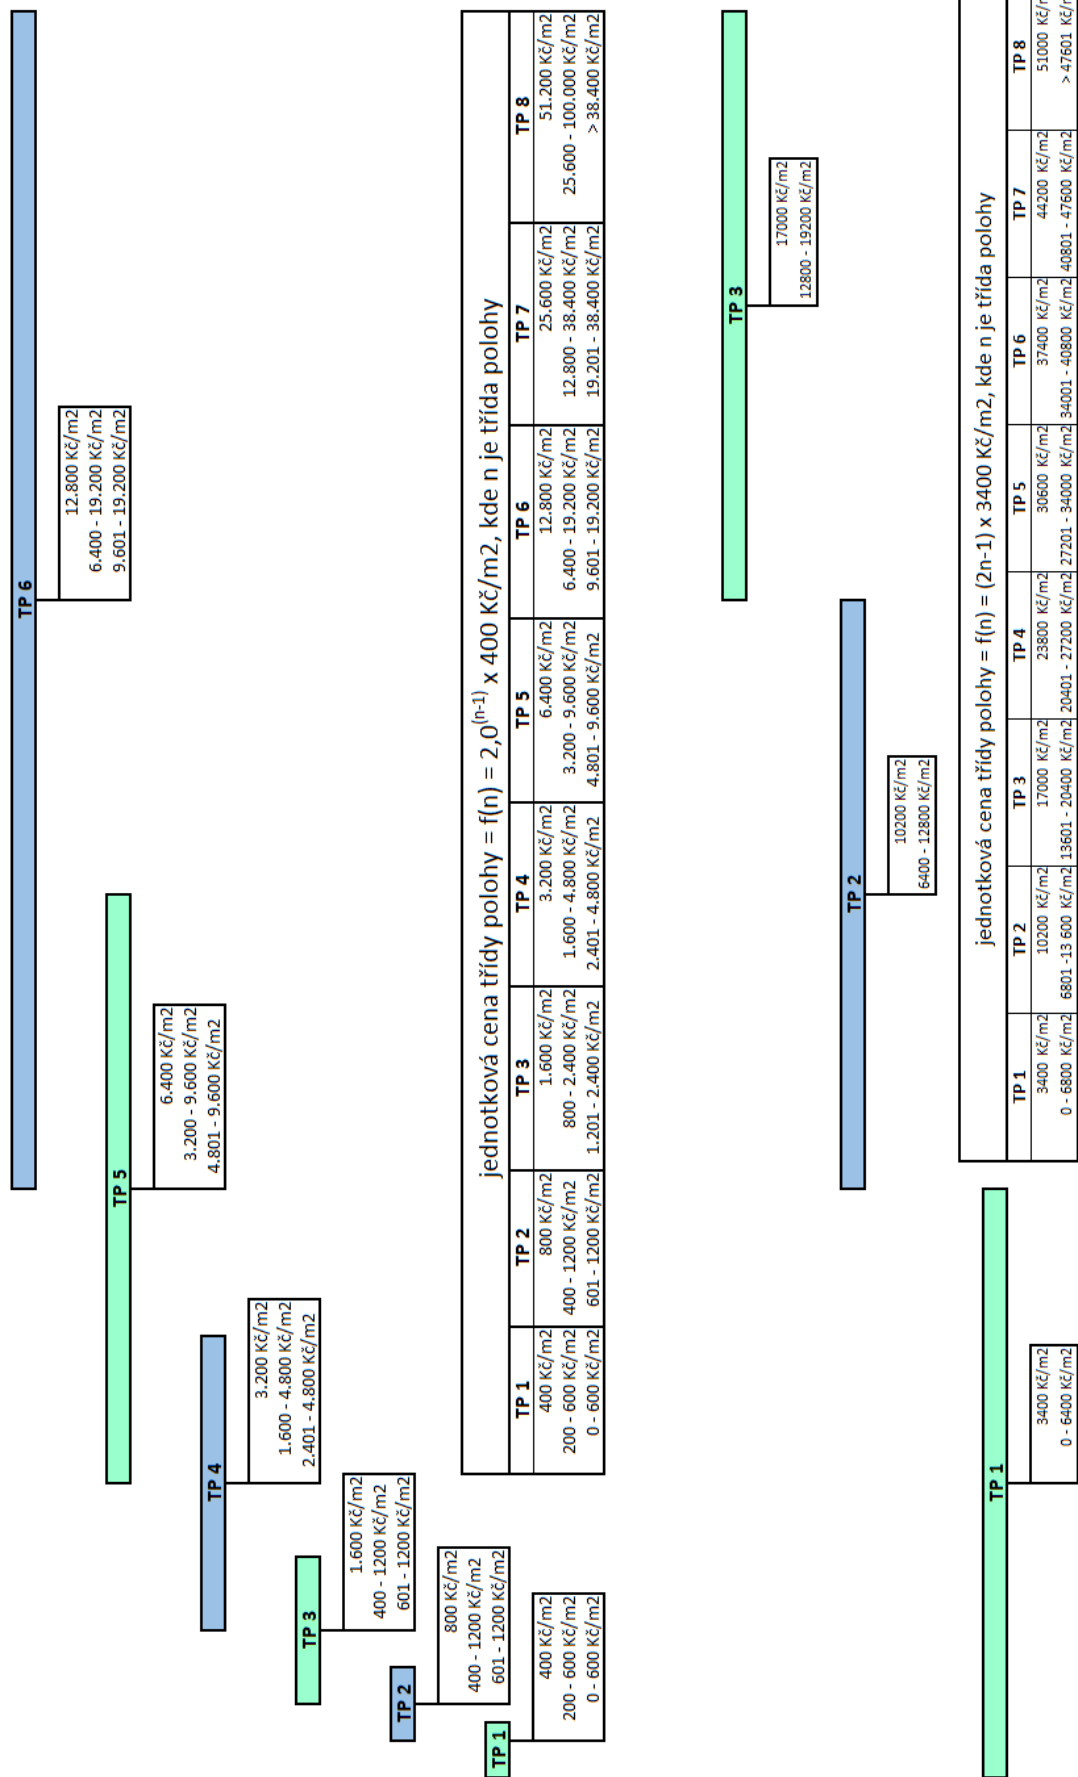 TP 6
12.800 Kč/m2
6.400 - 19.200 Kč/m2
9.601 - 19.200 Kč/m2
TP 5
6.400 Kč/m2
3.200 - 9.600 Kč/m2
4.801 - 9.600 Kč/m2
TP 4
3.200 Kč/m2
1.600 - 4.800 Kč/m2
2.401 - 4.800 Kč/m2
TP 3
1.600 Kč/m2
400 - 1200 Kč/m2
601 - 1200 Kč/m2
TP 2
800 Kč/m2
400 - 1200 Kč/m2
601 - 1200 Kč/m2
TP 1
400 Kč/m2
200 - 600 Kč/m2
0 - 600 Kč/m2
jednotková cena třídy polohy = f(n) = 2,0(n-1) x 400 Kč/m2, kde n je třída polohy
TP 1 TP 2 TP 3 TP 4 TP 5 TP 6 TP 7 TP 8
400 Kč/m2 800 Kč/m2 1.600 Kč/m2 3.200 Kč/m2 6.400 Kč/m2 12.800 Kč/m2 25.600 Kč/m2 51.200 Kč/m2
200 - 600 Kč/m2 400 - 1200 Kč/m2 800 - 2.400 Kč/m2 1.600 - 4.800 Kč/m2 3.200 - 9.600 Kč/m2 6.400 - 19.200 Kč/m2 12.800 - 38.400 Kč/m2 25.600 - 100.000 Kč/m2
0 - 600 Kč/m2 601 - 1200 Kč/m2 1.201 - 2.400 Kč/m2 2.401 - 4.800 Kč/m2 4.801 - 9.600 Kč/m2 9.601 - 19.200 Kč/m2 19.201 - 38.400 Kč/m2 > 38.400 Kč/m2
TP 3
17000 Kč/m2
12800 - 19200 Kč/m2
TP 2
10200 Kč/m2
6400 - 12800 Kč/m2
TP 1
3400 Kč/m2
0 - 6400 Kč/m2
jednotková cena třídy polohy = f(n) = (2n-1) x 3400 Kč/m2, kde n je třída polohy
TP 1 TP 2 TP 3 TP 4 TP 5 TP 6 TP 7 TP 8
3400 Kč/m2 10200 Kč/m2 17000 Kč/m2 23800 Kč/m2 30600 Kč/m2 37400 Kč/m2 44200 Kč/m2 51000
0 - 6800 Kč/m2 6801 -13 600 Kč/m2 13601 - 20400 Kč/m2 20401 - 27200 Kč/m2 27201 - 34000 Kč/m2 34001 - 40800 Kč/m2 40801 - 47600 Kč/m2 > 47601